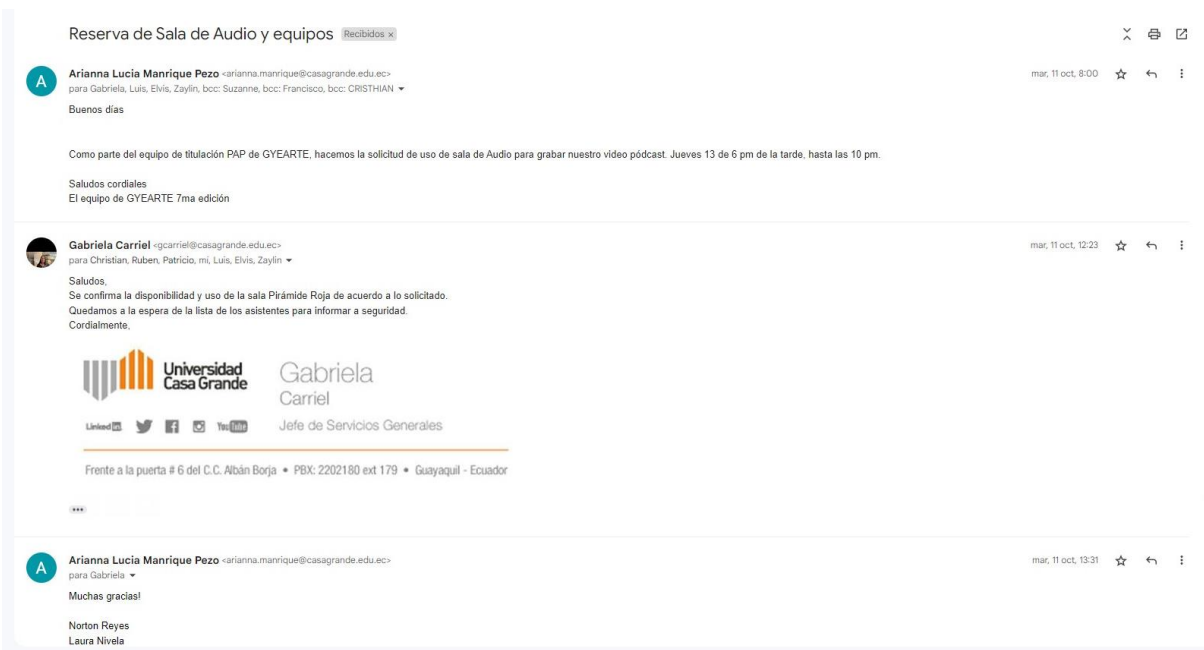 Reserva de Sala de Audio y equipos Recibidos x
Arianna Lucia Manrique Pezo <arianna.manrique@casagrande.edu.ec> mar, 11 oct, 8:00
A
para Gabriela, Luis, Elvis, Zaylin, bcc: Suzanne, bcc: Francisco, bcc: CRISTHIAN
Buenos días
Como parte del equipo de titulación PAP de GYEARTE, hacemos la solicitud de uso de sala de Audio para grabar nuestro video pódcast. Jueves 13 de 6 pm de la tarde, hasta las 10 pm.
Saludos cordiales
El equipo de GYEARTE 7ma edición
Gabriela Carriel <gcarriel@casagrande.edu.ec> mar, 11 oct, 12:23
para Christian, Ruben, Patricio, mí, Luis, Elvis, Zaylin
Saludos,
Se confirma la disponibilidad y uso de la sala Pirámide Roja de acuerdo a lo solicitado.
Quedamos a la espera de la lista de los asistentes para informar a seguridad.
Cordialmente,
Universidad
Casa Grande
Gabriela
Carriel
Linked in YouTube
Jefe de Servicios Generales
Frente a la puerta # 6 del C.C. Albán Borja • PBX: 2202180 ext 179 • Guayaquil - Ecuador
Arianna Lucia Manrique Pezo <arianna.manrique@casagrande.edu.ec> mar, 11 oct, 13:31
A
para Gabriela
Muchas gracias!
Norton Reyes
Laura Nivela